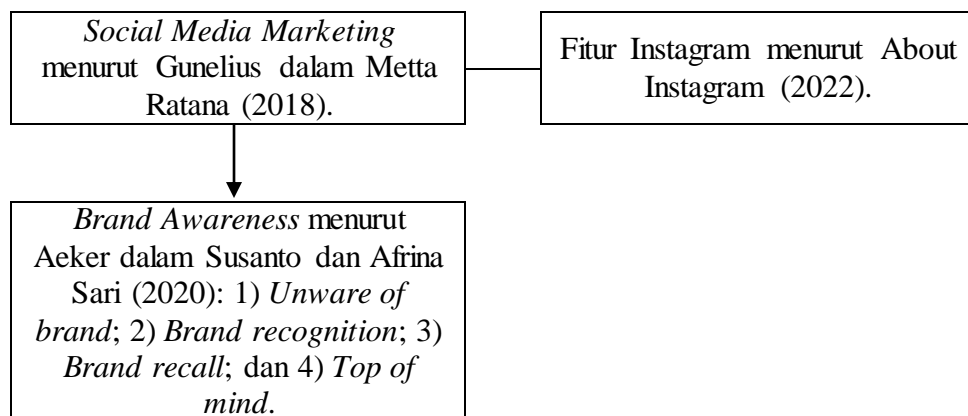 Social Media Marketing
menurut Gunelius dalam Metta
Ratana (2018).
Fitur Instagram menurut About
Instagram (2022).
Brand Awareness menurut
Aeker dalam Susanto dan Afrina
Sari (2020): 1) Unware of
brand; 2) Brand recognition; 3)
Brand recall; dan 4) Top of
mind.